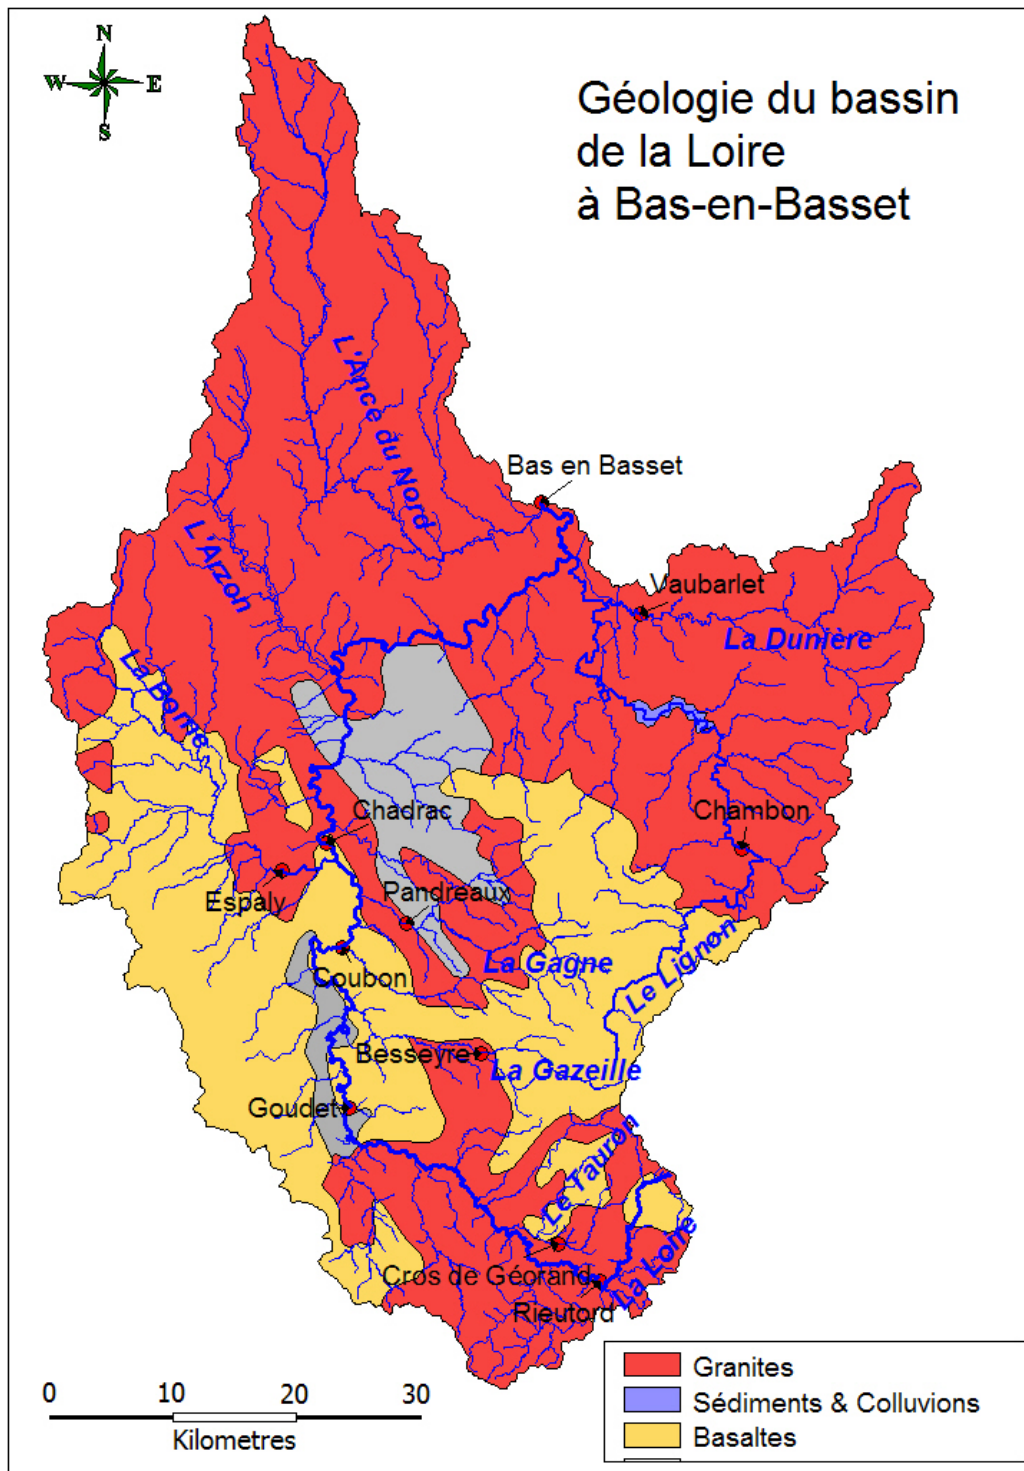 N
W E
S
Géologie du bassin
de la Loire
à Bas-en-Basset
L'Ance du Nord
Bas en Basset
L'Arzon
Vaubarlet
La Dunière
La Borne
Chadrac
Chambon
Espaly
Pandreaux
Coubon
La Gagne
Le Lignon
Besseyre
La Gazeille
Goudet
Le Tauron
Cros de Géorand
La Loire
Rieutord
Granites
Sédiments & Colluvions
Basaltes
0 10 20 30
Kilometres